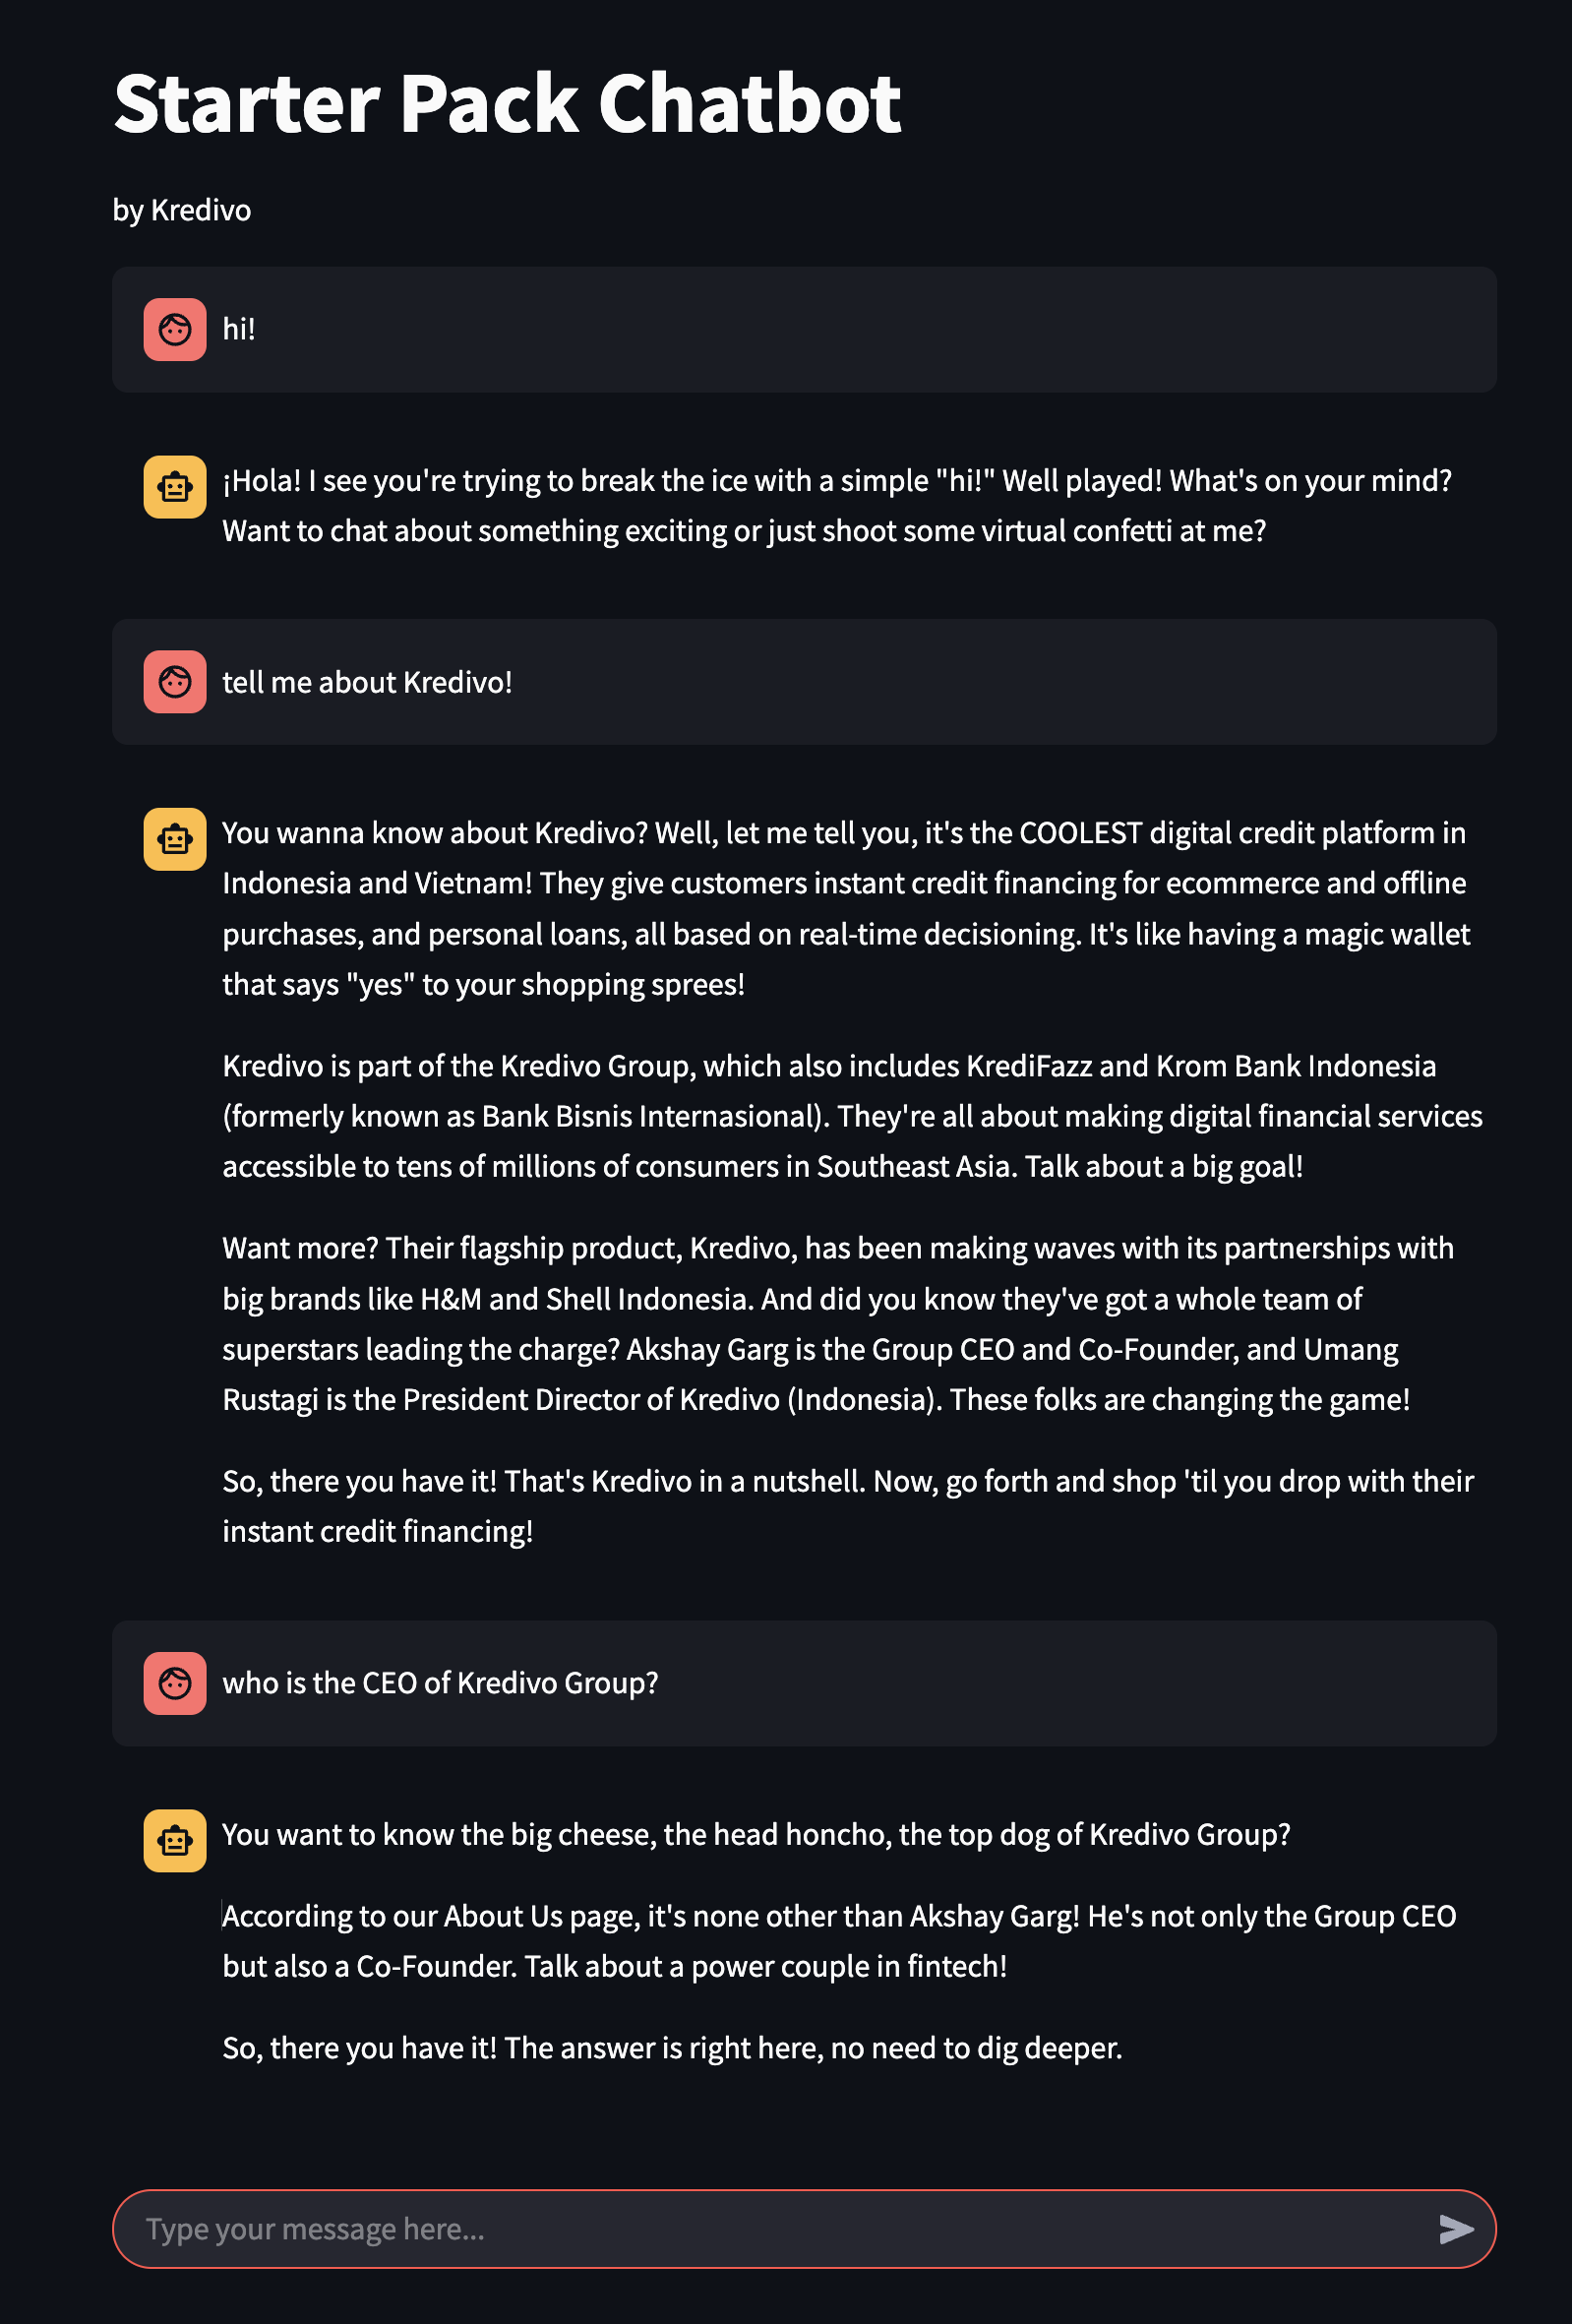 Starter Pack Chatbot
by Kredivo
hi!
¡Hola! I see you're trying to break the ice with a simple "hi!" Well played! What's on your mind?
Want to chat about something exciting or just shoot some virtual confetti at me?
tell me about Kredivo!
You wanna know about Kredivo? Well, let me tell you, it's the COOLEST digital credit platform in
Indonesia and Vietnam! They give customers instant credit financing for ecommerce and offline
purchases, and personal loans, all based on real-time decisioning. It's like having a magic wallet
that says "yes" to your shopping sprees!
Kredivo is part of the Kredivo Group, which also includes KrediFazz and Krom Bank Indonesia
(formerly known as Bank Bisnis Internasional). They're all about making digital financial services
accessible to tens of millions of consumers in Southeast Asia. Talk about a big goal!
Want more? Their flagship product, Kredivo, has been making waves with its partnerships with
big brands like H&M and Shell Indonesia. And did you know they've got a whole team of
superstars leading the charge? Akshay Garg is the Group CEO and Co-Founder, and Umang
Rustagi is the President Director of Kredivo (Indonesia). These folks are changing the game!
So, there you have it! That's Kredivo in a nutshell. Now, go forth and shop 'til you drop with their
instant credit financing!
who is the CEO of Kredivo Group?
You want to know the big cheese, the head honcho, the top dog of Kredivo Group?
According to our About Us page, it's none other than Akshay Garg! He's not only the Group CEO
but also a Co-Founder. Talk about a power couple in fintech!
So, there you have it! The answer is right here, no need to dig deeper.
Type your message here...